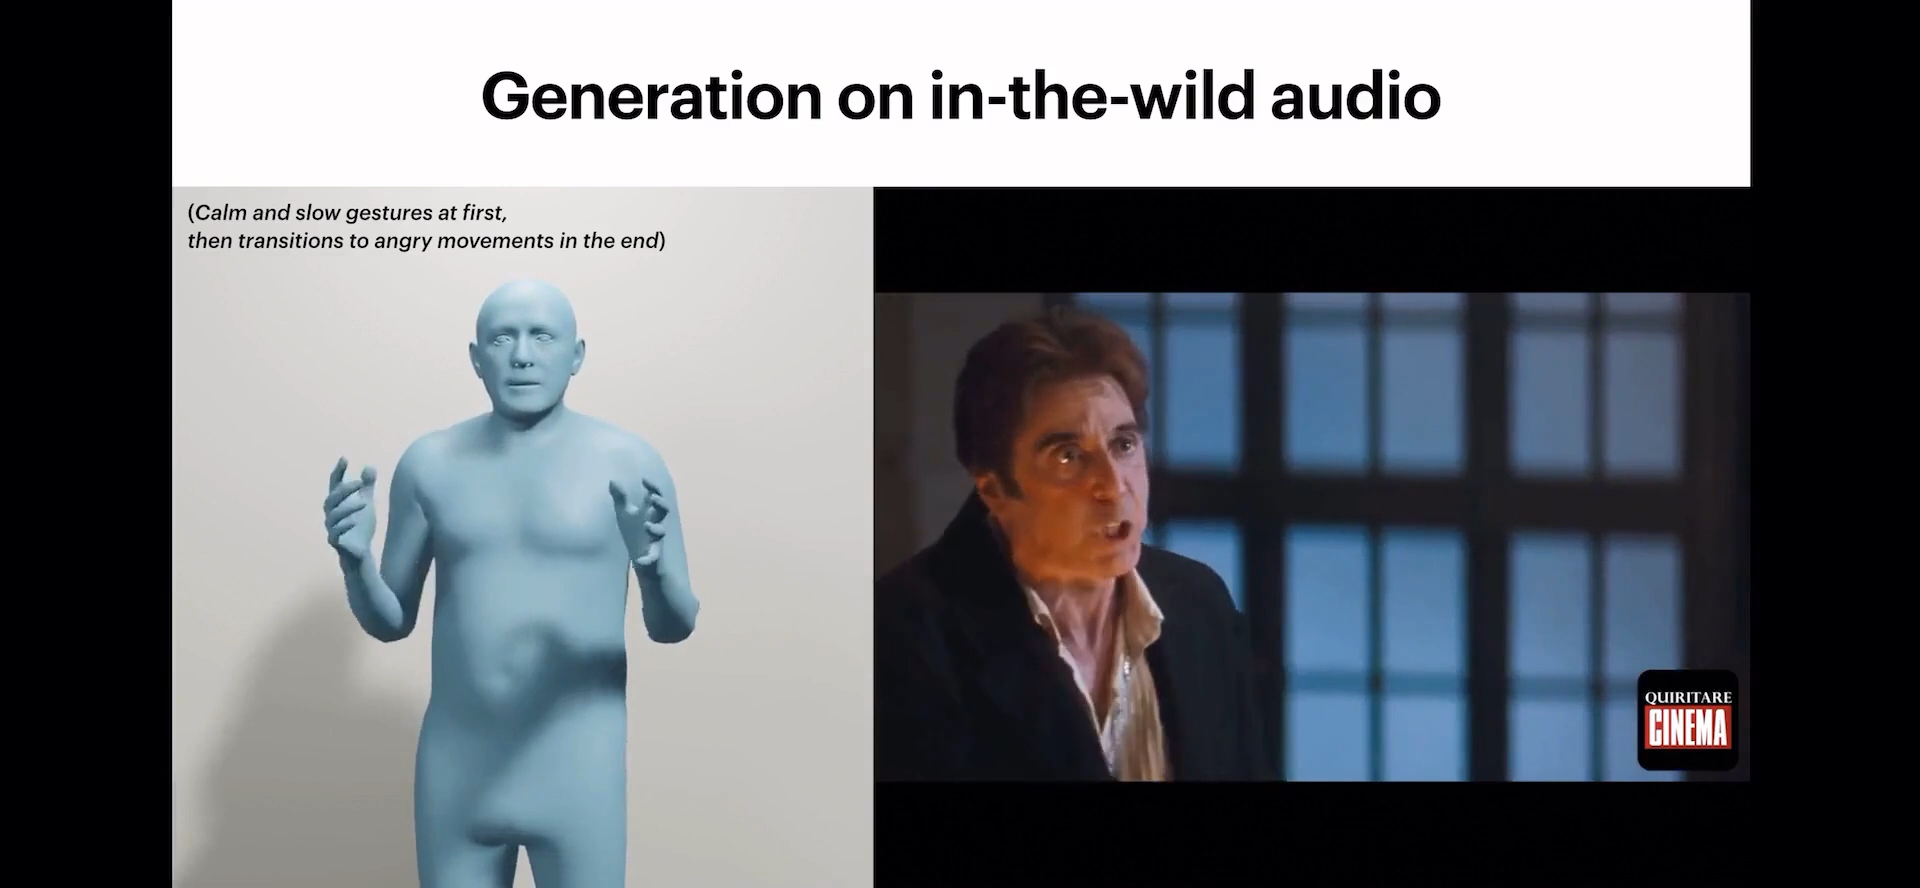 Generation on in-the-wild audio
(Calm and slow gestures at first,
then transitions to angry movements in the end)
QUIRITARE
CINEMA